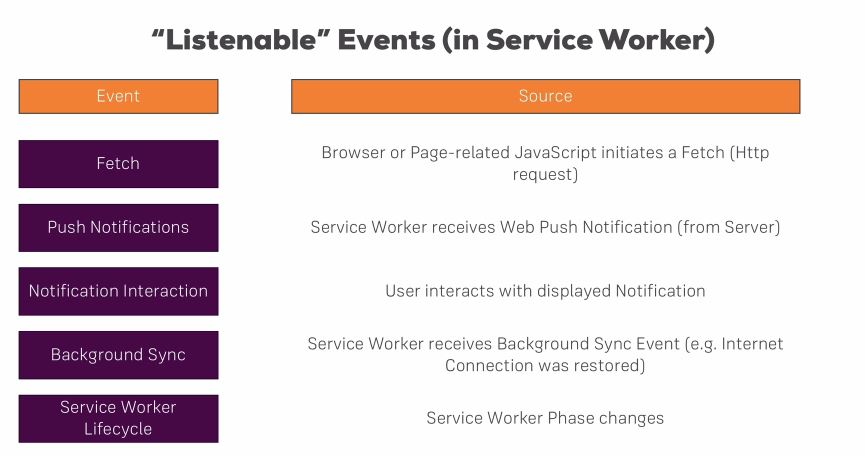 “Listenable” Events (in Service Worker)
Event
Source
Fetch
Browser or Page-related JavaScript initiates a Fetch (Http
request)
Push Notifications
Service Worker receives Web Push Notification (from Server)
Notification Interaction
User interacts with displayed Notification
Background Sync
Service Worker receives Background Sync Event (e.g. Internet
Connection was restored)
Service Worker
Lifecycle
Service Worker Phase changes